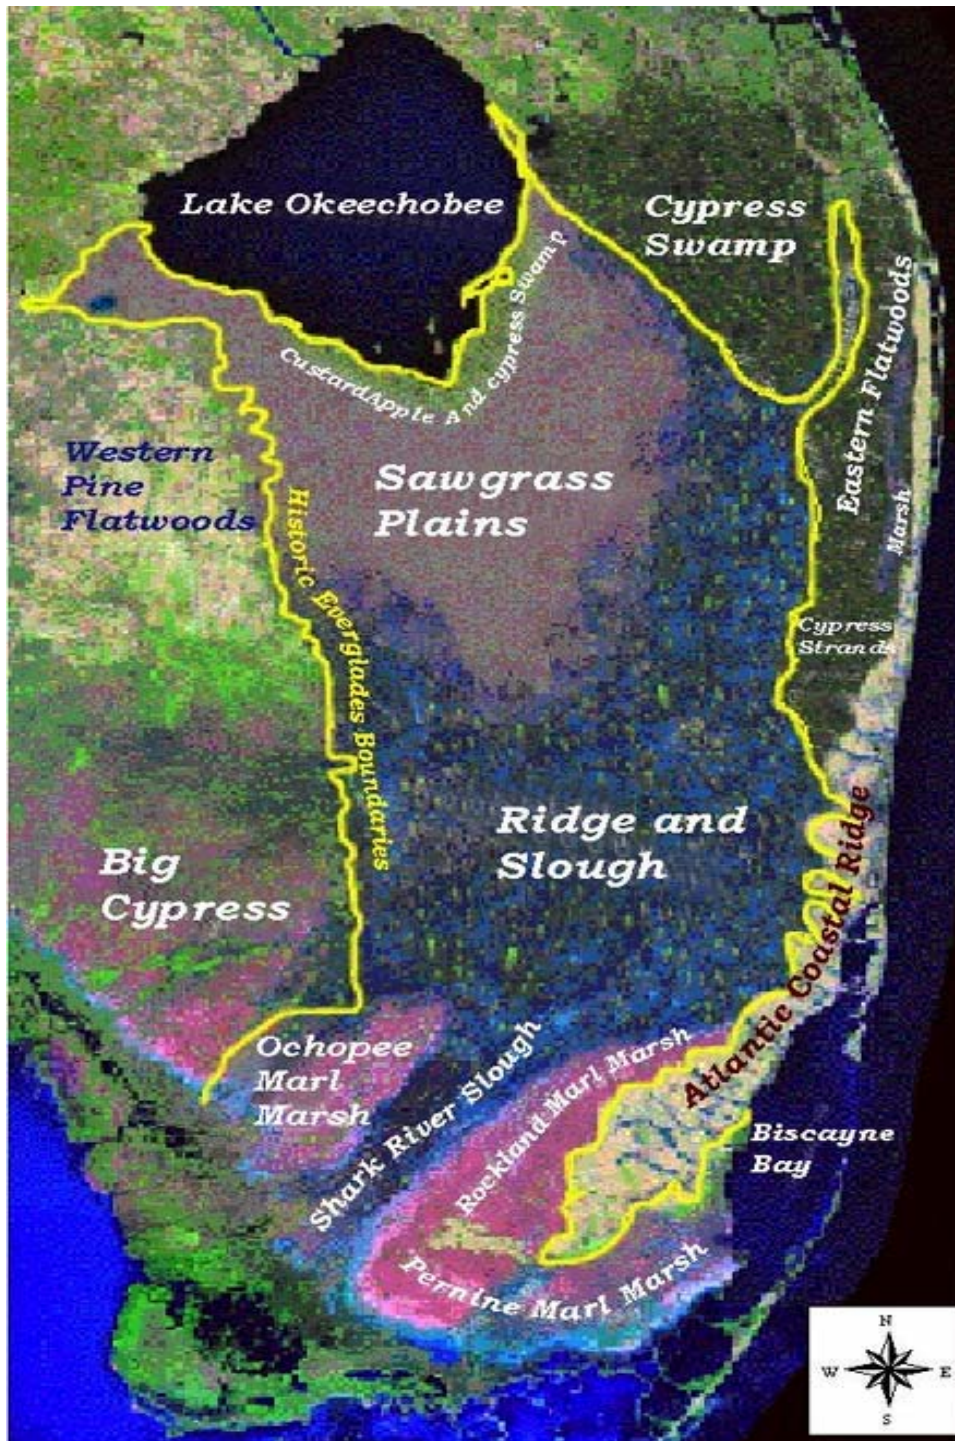 Lake Okeechobee
Cypress
Swamp
CustardApple And cypress Swamp
Eastern Flatwoods
Western
Pine
Flatwoods
Sawgrass
Plains
Marsh
Historic Everglades Boundaries
Cypress
Strands
Ridge and
Slough
Big
Cypress
Atlantic Coastal Ridge
Ochopee
Marl
Marsh
Shark River Slough
Rockland Marl Marsh
Biscayne
Bay
Pernine Marl Marsh
N
W E
S